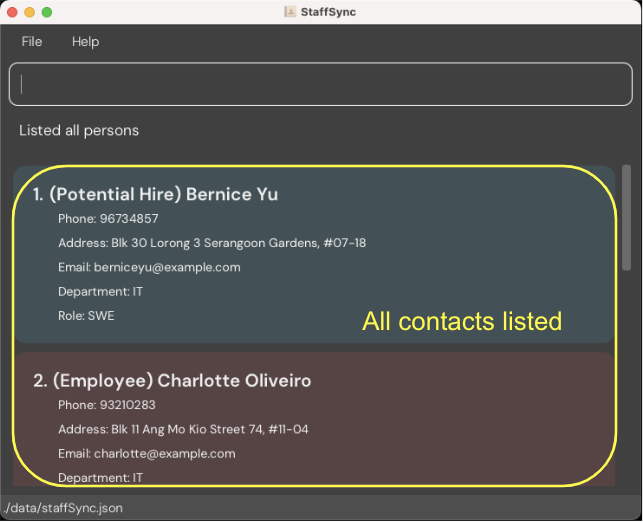 StaffSync
File Help
Listed all persons
1. (Potential Hire) Bernice Yu
Phone: 96734857
Address: Blk 30 Lorong 3 Serangoon Gardens, #07-18
Email: berniceyu@example.com
Department: IT
Role: SWE
All contacts listed
2. (Employee) Charlotte Oliveiro
Phone: 93210283
Address: Blk 11 Ang Mo Kio Street 74, #11-04
Email: charlotte@example.com
Department: IT
./data/staffSync.json